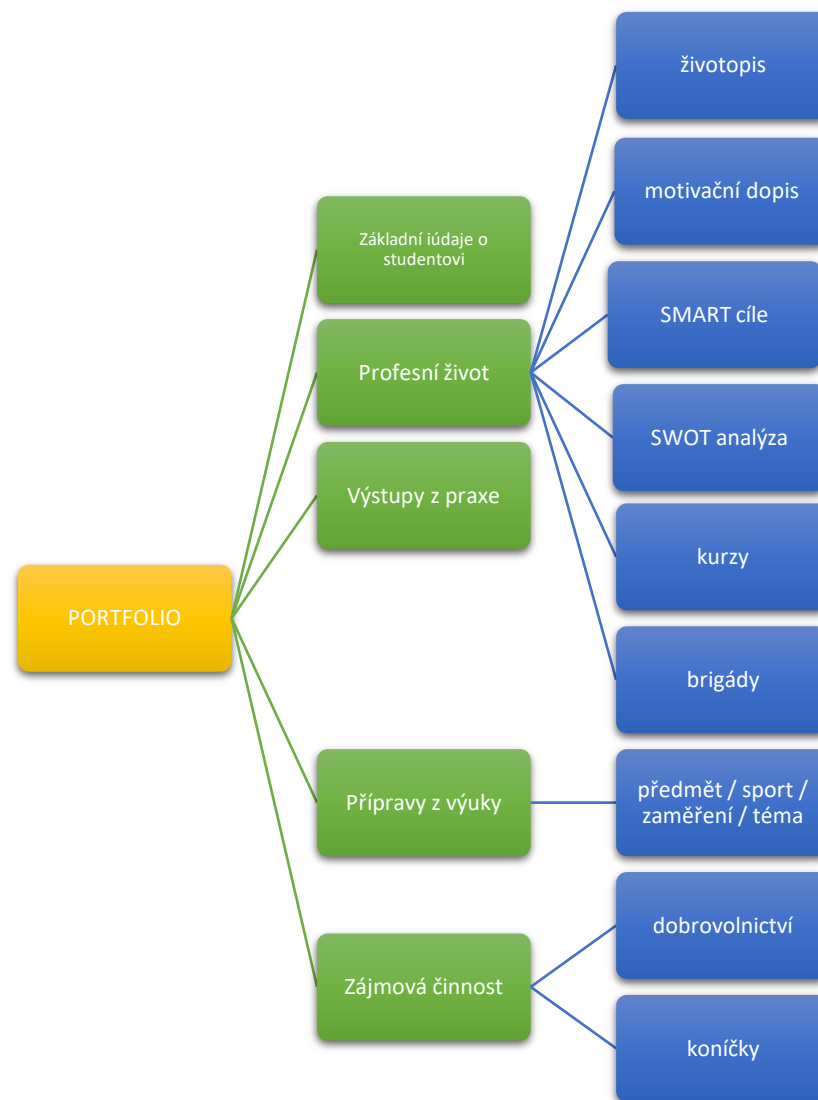 PORTFOLIO
Základní iúdaje o
studentovi
Profesní život
životopis
motivační dopis
SMART cíle
SWOT analýza
kurzy
brigády
Výstupy z praxe
Přípravy z výuky
předmět / sport /
zaměření / téma
Zájmová činnost
dobrovolnictví
koníčky